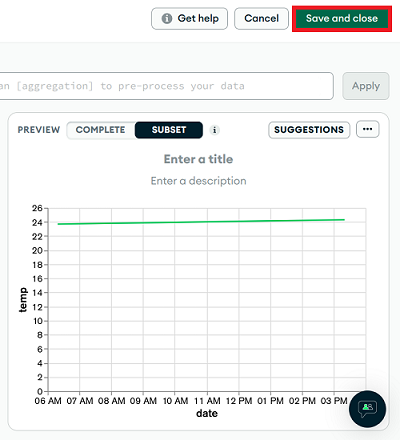 Get help Cancel Save and close
an [aggregation] to pre-process your data Apply
PREVIEW COMPLETE SUBSET SUGGESTIONS
Enter a title
Enter a description
26
24
22
20
18
16
14
12
10
8
6
4
2
0
temp
06 AM 07 AM 08 AM 09 AM 10 AM 11 AM 12 PM 01 PM 02 PM 03 PM
date